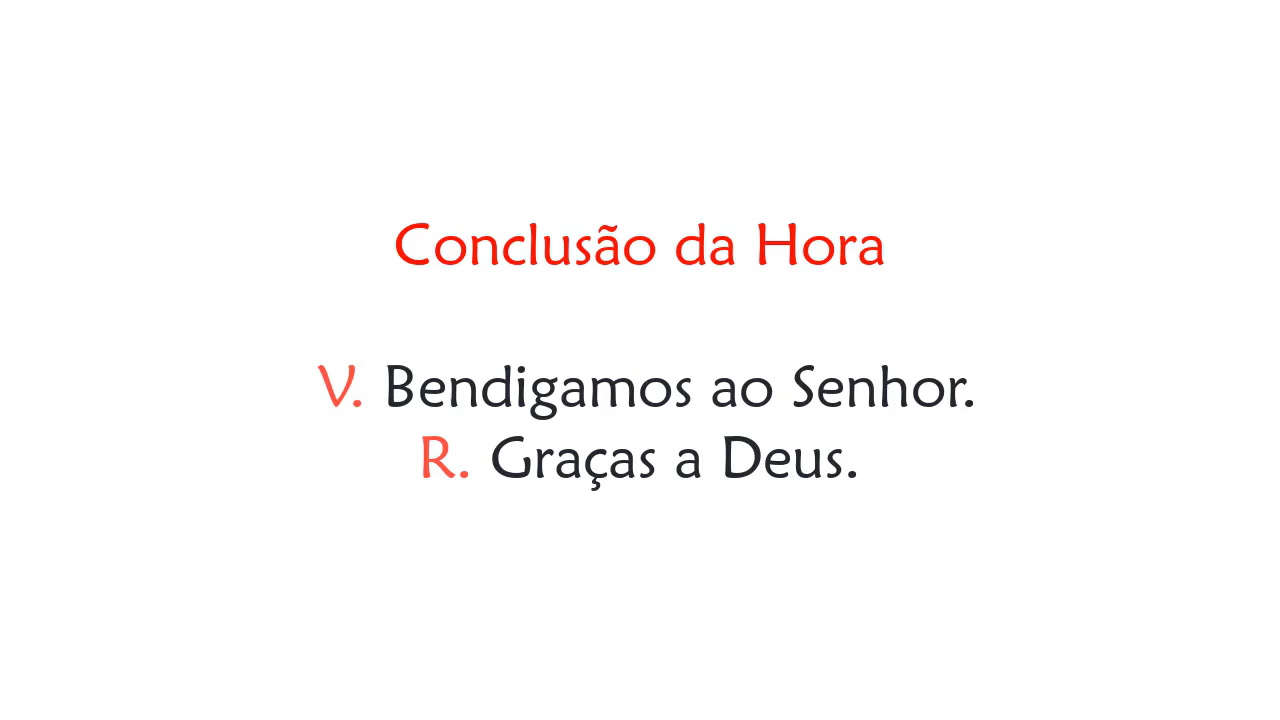 Conclusão da Hora
V. Bendigamos ao Senhor.
R. Graças a Deus.